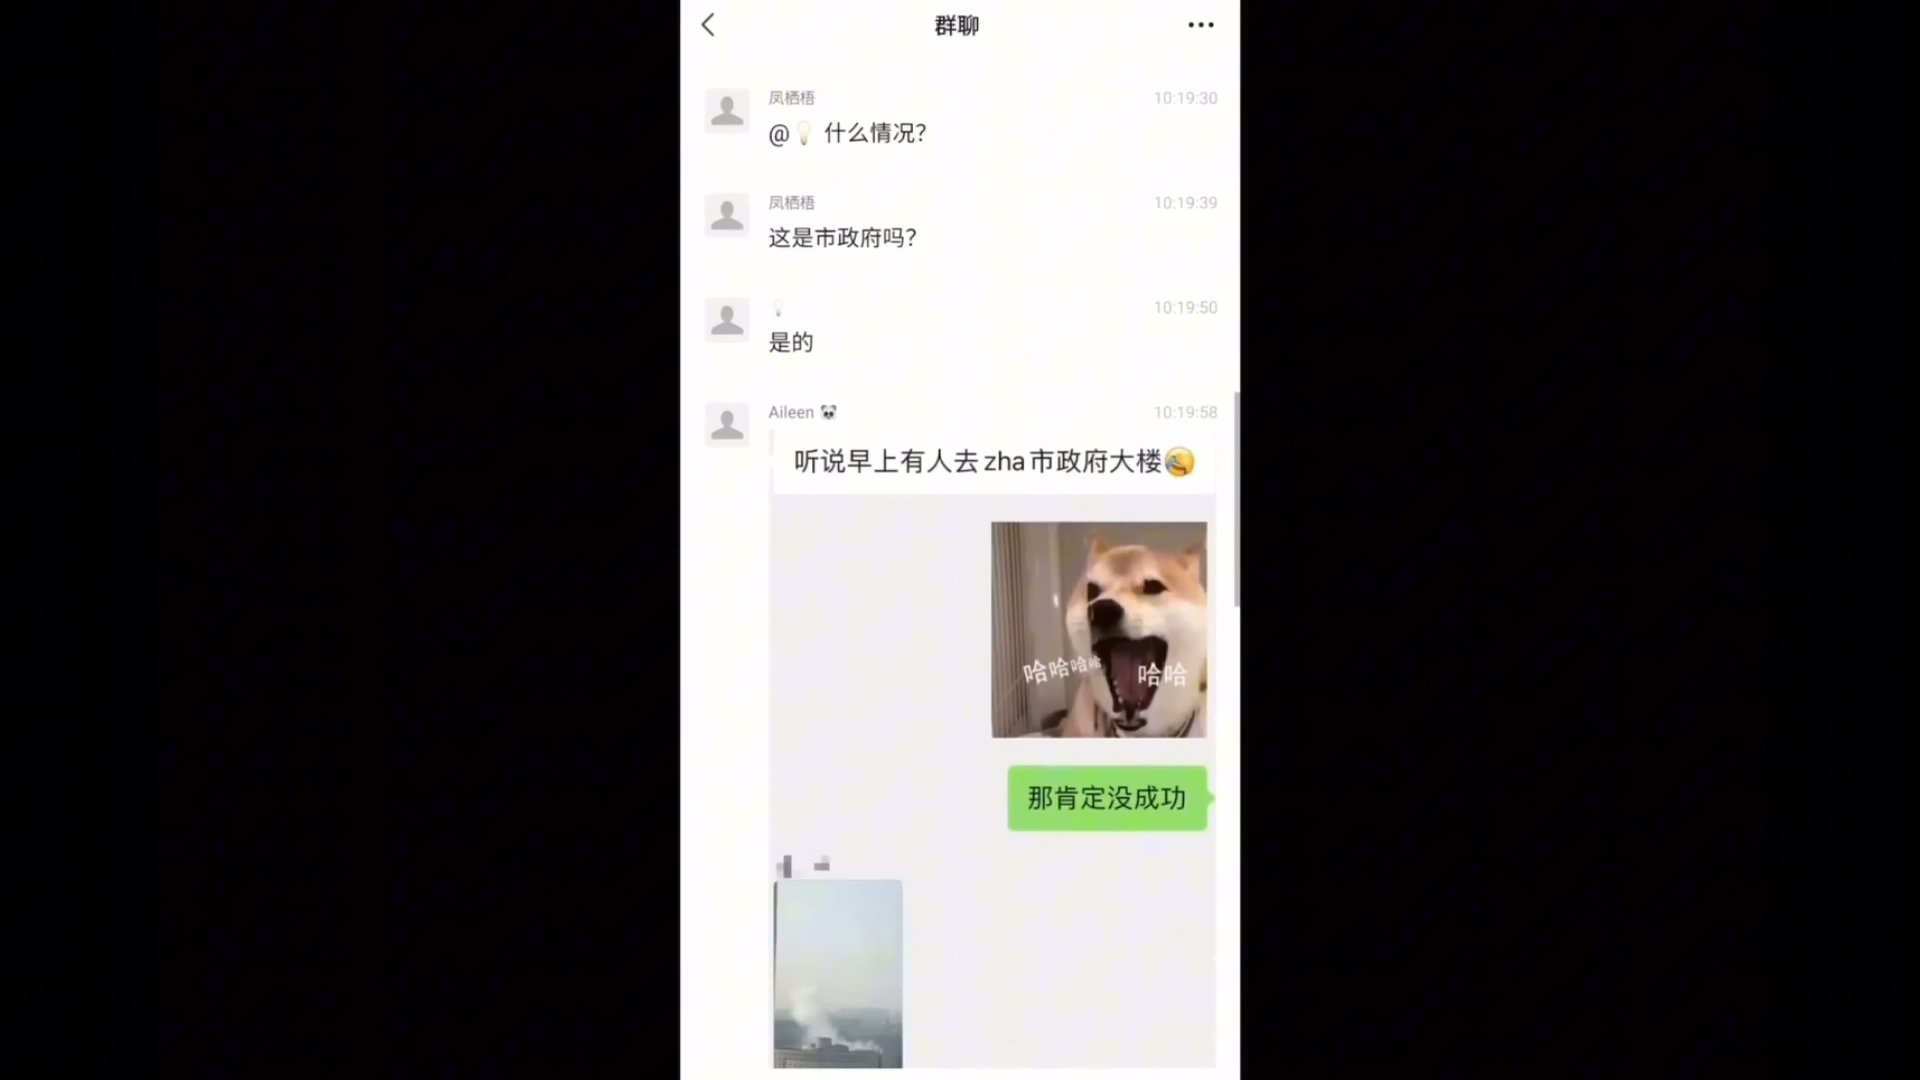 群聊
凤栖梧 10:19:30
@💡 什么情况？
凤栖梧 10:19:39
这是市政府吗？
💡 10:19:50
是的
Aileen 🐼 10:19:58
听说早上有人去zha市政府大楼
哈哈哈哈 哈哈
那肯定没成功